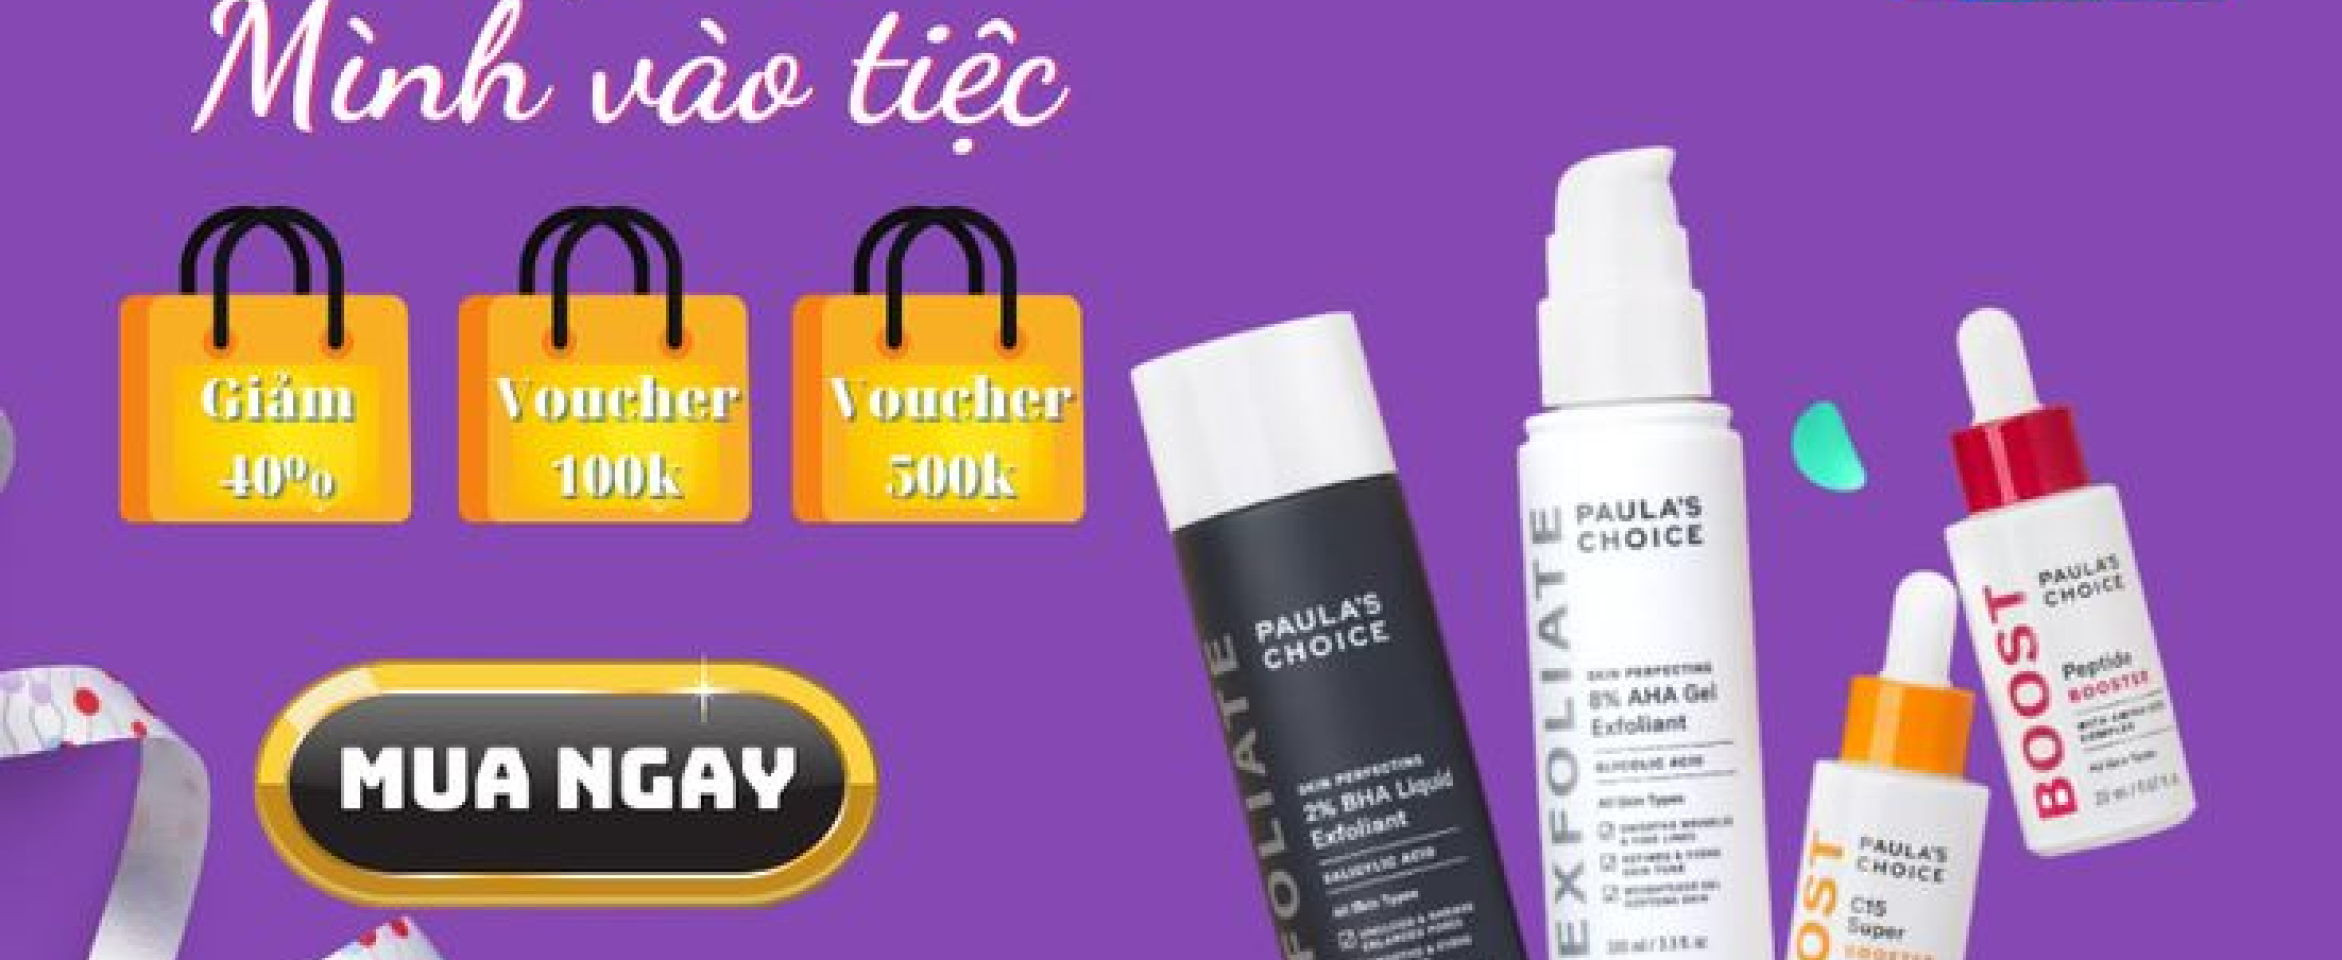 Mình vào tiệc
Giảm
40%
Voucher
100k
Voucher
500k
MUA NGAY
FOLIATE
PAULA'S
CHOICE
SKIN PERFECTING
2% BHA Liquid
Exfoliant
SALICYLIC ACID
All Skin Types
EXFOLIATE
PAULA'S
CHOICE
SKIN PERFECTING
8% AHA Gel
Exfoliant
GLYCOLIC ACID
All Skin Types
OST
PAULA'S
CHOICE
C15
Super
BOOSTER
BOOST
PAULA'S
CHOICE
Peptide
BOOSTER
All Skin Types